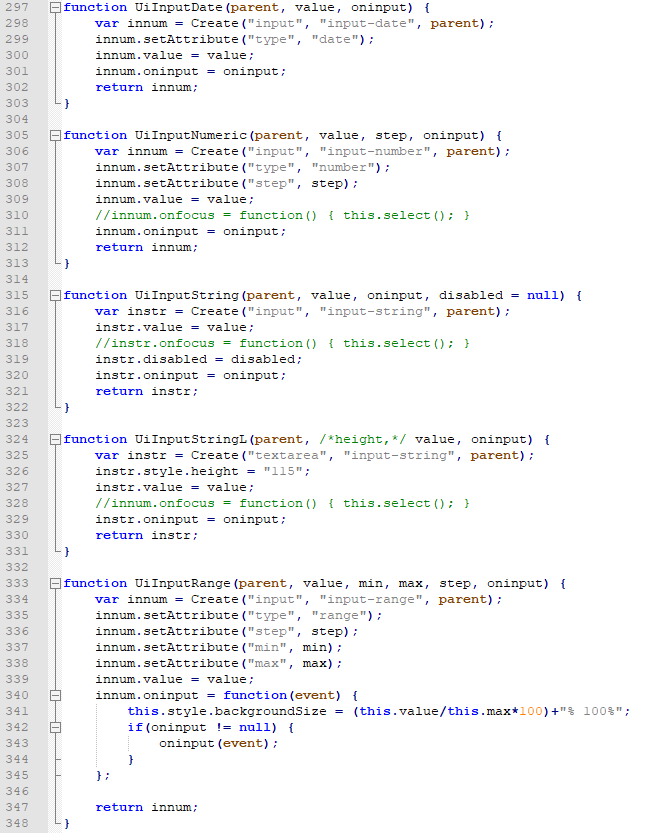 297 function UiInputDate(parent, value, oninput) {
298     var innum = Create("input", "input-date", parent);
299     innum.setAttribute("type", "date");
300     innum.value = value;
301     innum.oninput = oninput;
302     return innum;
303 }
304
305 function UiInputNumeric(parent, value, step, oninput) {
306     var innum = Create("input", "input-number", parent);
307     innum.setAttribute("type", "number");
308     innum.setAttribute("step", step);
309     innum.value = value;
310     //innum.onfocus = function() { this.select(); }
311     innum.oninput = oninput;
312     return innum;
313 }
314
315 function UiInputString(parent, value, oninput, disabled = null) {
316     var instr = Create("input", "input-string", parent);
317     instr.value = value;
318     //instr.onfocus = function() { this.select(); }
319     instr.disabled = disabled;
320     instr.oninput = oninput;
321     return instr;
322 }
323
324 function UiInputStringL(parent, /*height,*/ value, oninput) {
325     var instr = Create("textarea", "input-string", parent);
326     instr.style.height = "115";
327     instr.value = value;
328     //innum.onfocus = function() { this.select(); }
329     instr.oninput = oninput;
330     return instr;
331 }
332
333 function UiInputRange(parent, value, min, max, step, oninput) {
334     var innum = Create("input", "input-range", parent);
335     innum.setAttribute("type", "range");
336     innum.setAttribute("step", step);
337     innum.setAttribute("min", min);
338     innum.setAttribute("max", max);
339     innum.value = value;
340     innum.oninput = function(event) {
341         this.style.backgroundSize = (this.value/this.max*100)+"% 100%";
342         if(oninput != null) {
343             oninput(event);
344         }
345     };
346
347     return innum;
348 }